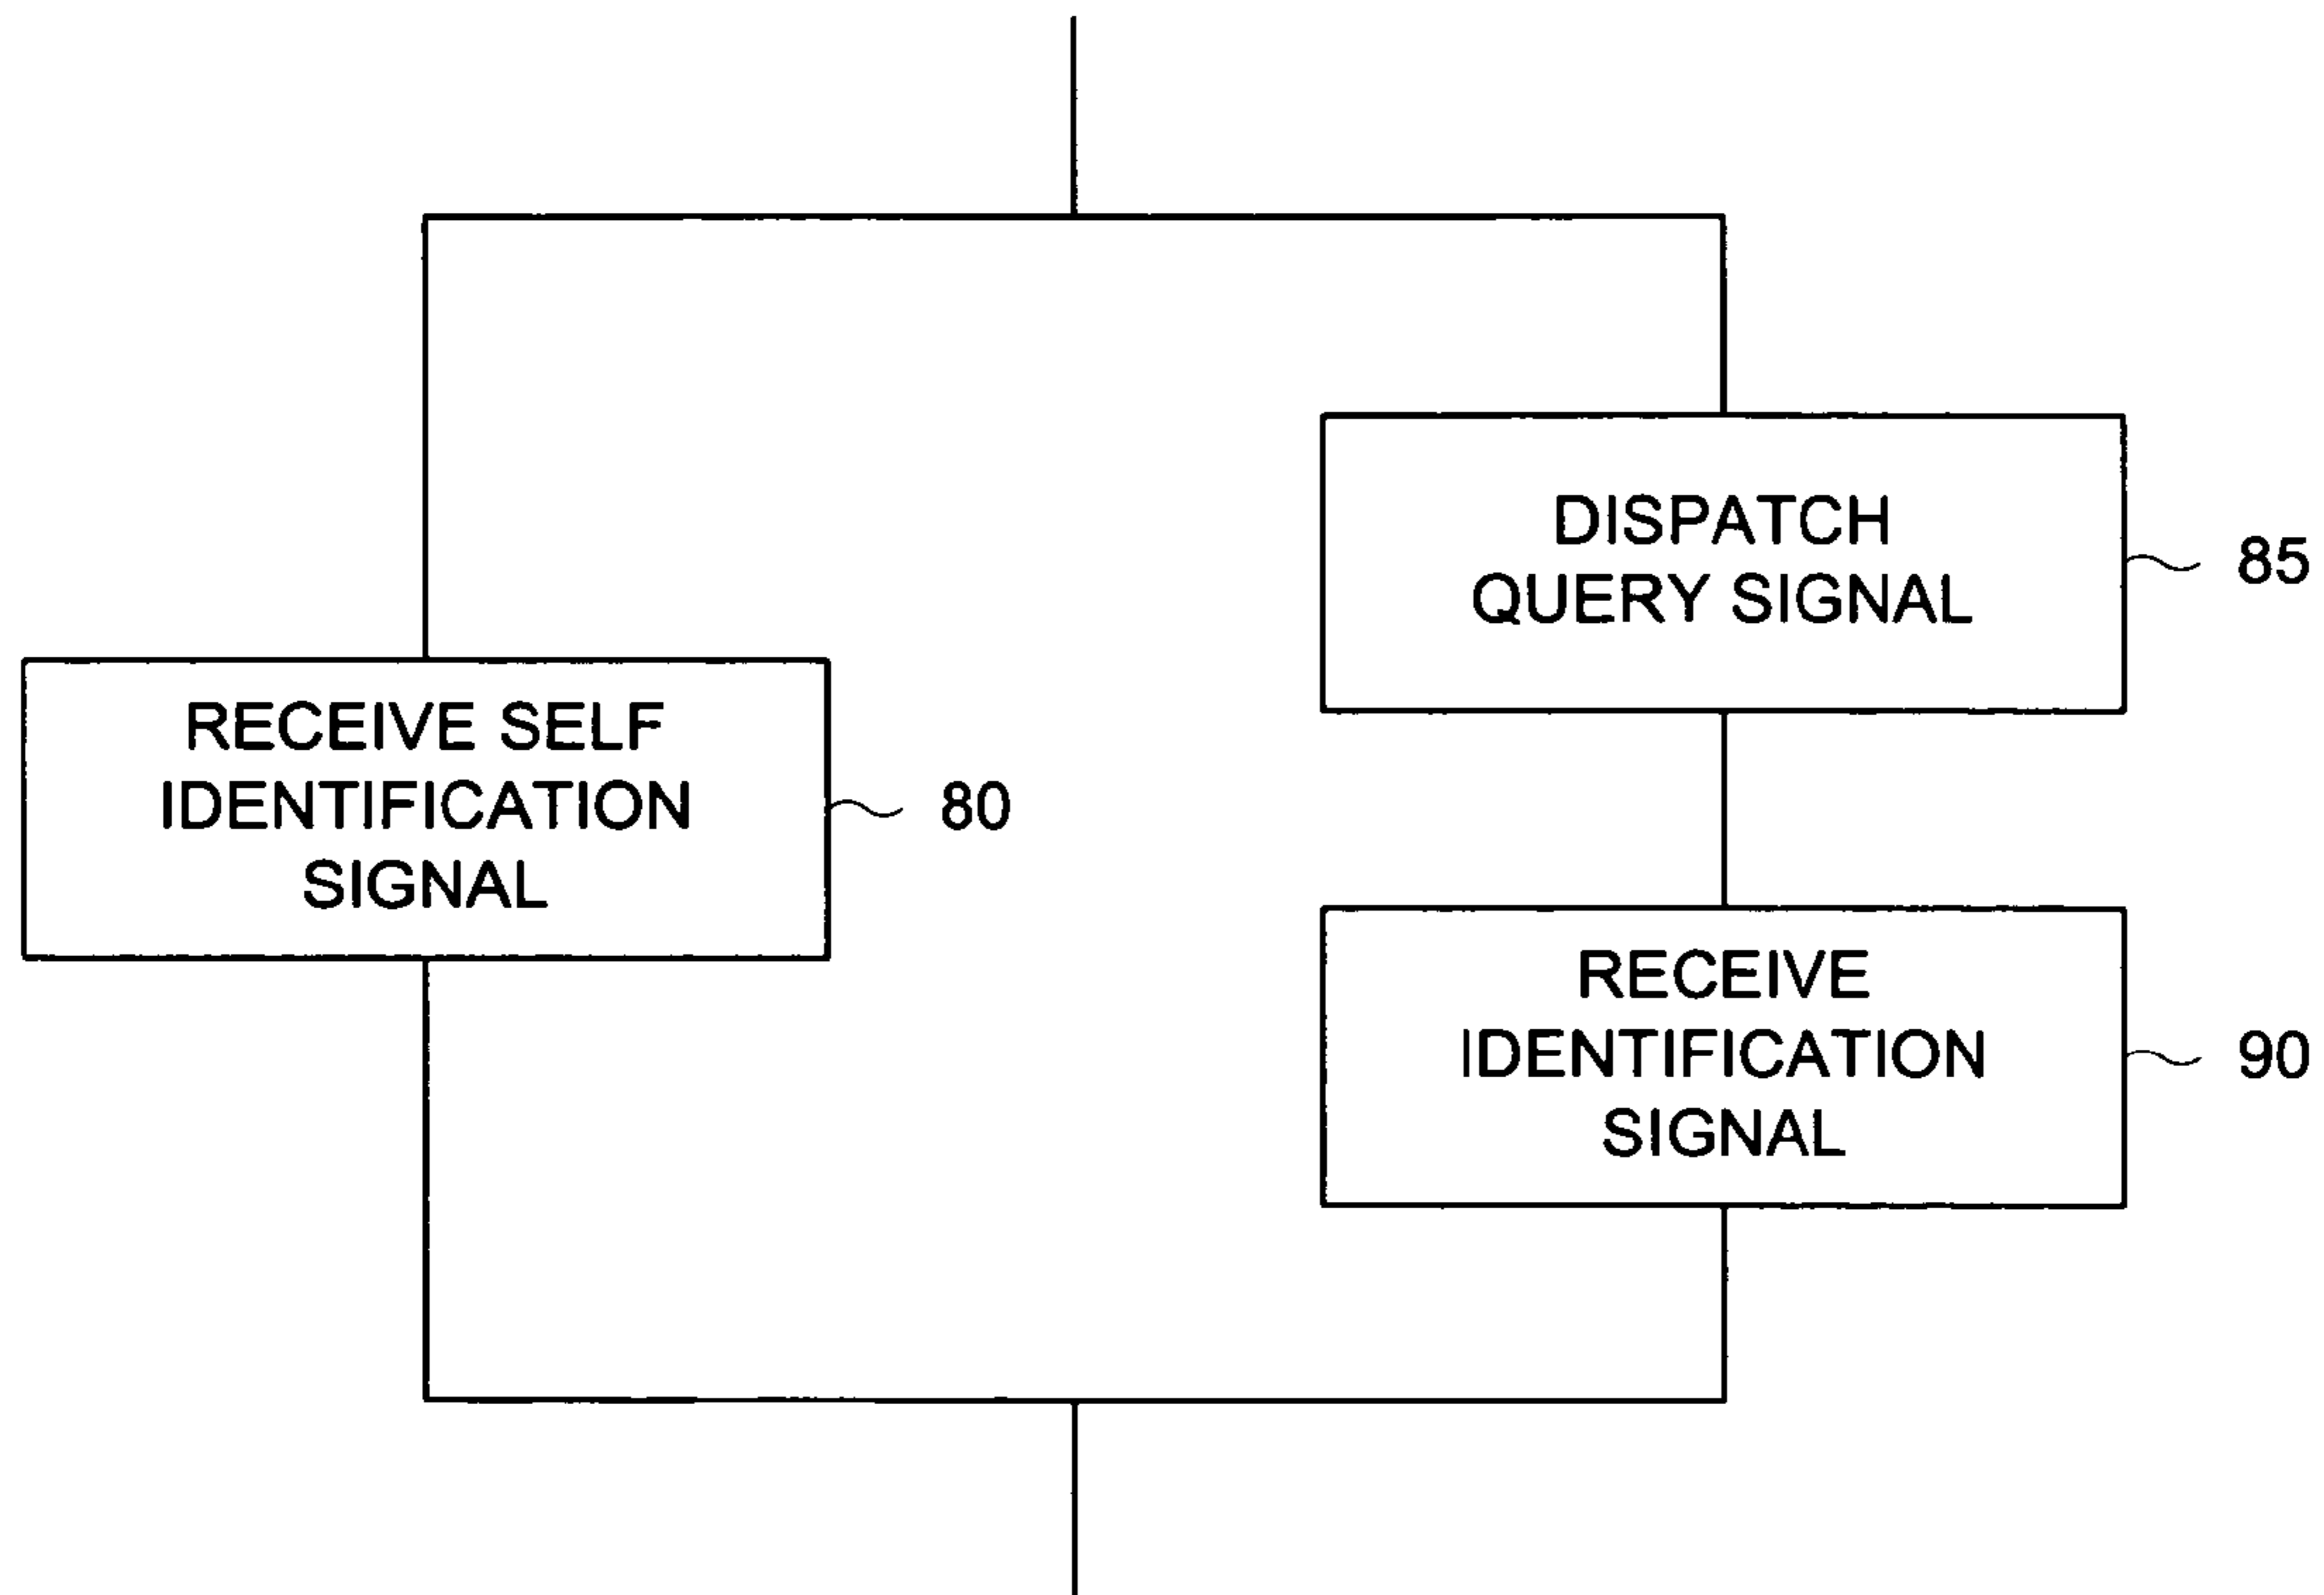 DISPATCH
QUERY SIGNAL
85
RECEIVE SELF
IDENTIFICATION
SIGNAL
80
RECEIVE
IDENTIFICATION
SIGNAL
90